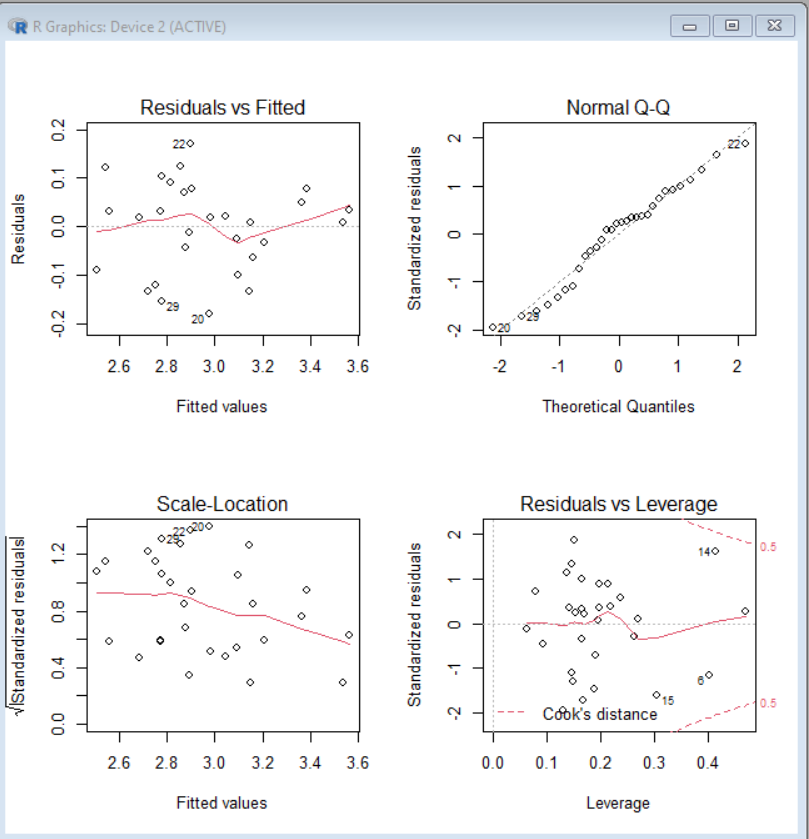 R Graphics: Device 2 (ACTIVE)
Residuals vs Fitted
Residuals
0.2
0.1
0.0
-0.1
-0.2
22
29
20
2.6 2.8 3.0 3.2 3.4 3.6
Fitted values
Normal Q-Q
Standardized residuals
2
1
0
-1
-2
22
29
20
-2 -1 0 1 2
Theoretical Quantiles
Scale-Location
√|Standardized residuals|
1.2
0.8
0.4
0.0
22
20
29
2.6 2.8 3.0 3.2 3.4 3.6
Fitted values
Residuals vs Leverage
Standardized residuals
2
1
0
-1
-2
14
0.5
6
15
0.5
Cook's distance
0.0 0.1 0.2 0.3 0.4
Leverage